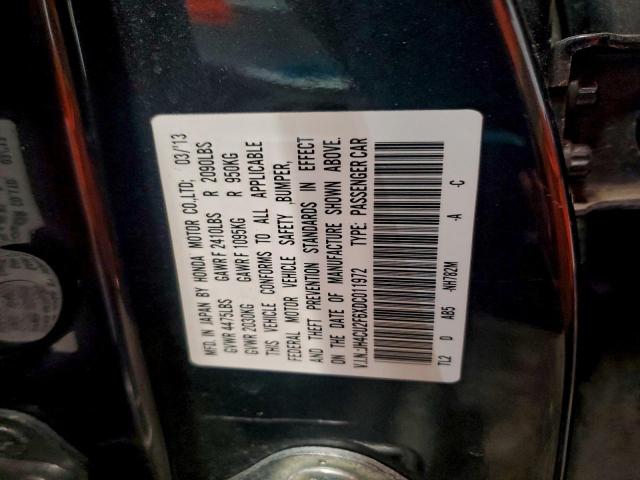 MFD. IN JAPAN BY HONDA MOTOR CO.,LTD; 03/13
GVWR 4475LBS GAWR F 2410LBS R 2090LBS
GVWR 2030KG GAWR F 1095KG R 950KG
THIS VEHICLE CONFORMS TO ALL APPLICABLE
FEDERAL MOTOR VEHICLE SAFETY ,BUMPER,
AND THEFT PREVENTION STANDARDS IN EFFECT
ON THE DATE OF MANUFACTURE SHOWN ABOVE.
V.I.N:JH4CU2F6XDC011972 TYPE: PASSENGER CAR
TL2 D AB5 -NH782M -A -C